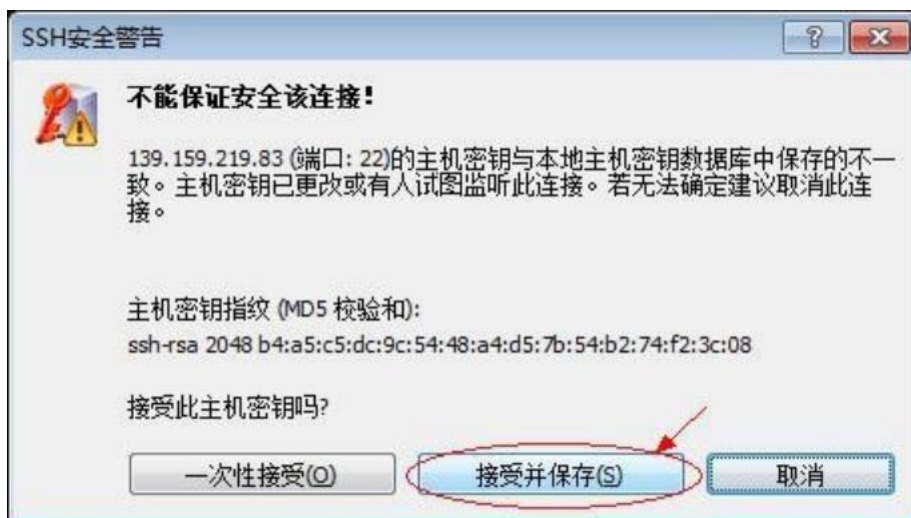 SSH安全警告
不能保证安全该连接！
139.159.219.83 (端口: 22)的主机密钥与本地主机密钥数据库中保存的不一
致。主机密钥已更改或有人试图监听此连接。若无法确定建议取消此连
接。
主机密钥指纹 (MD5 校验和):
ssh-rsa 2048 b4:a5:c5:dc:9c:54:48:a4:d5:7b:54:b2:74:f2:3c:08
接受此主机密钥吗?
一次性接受(O) 接受并保存(S) 取消